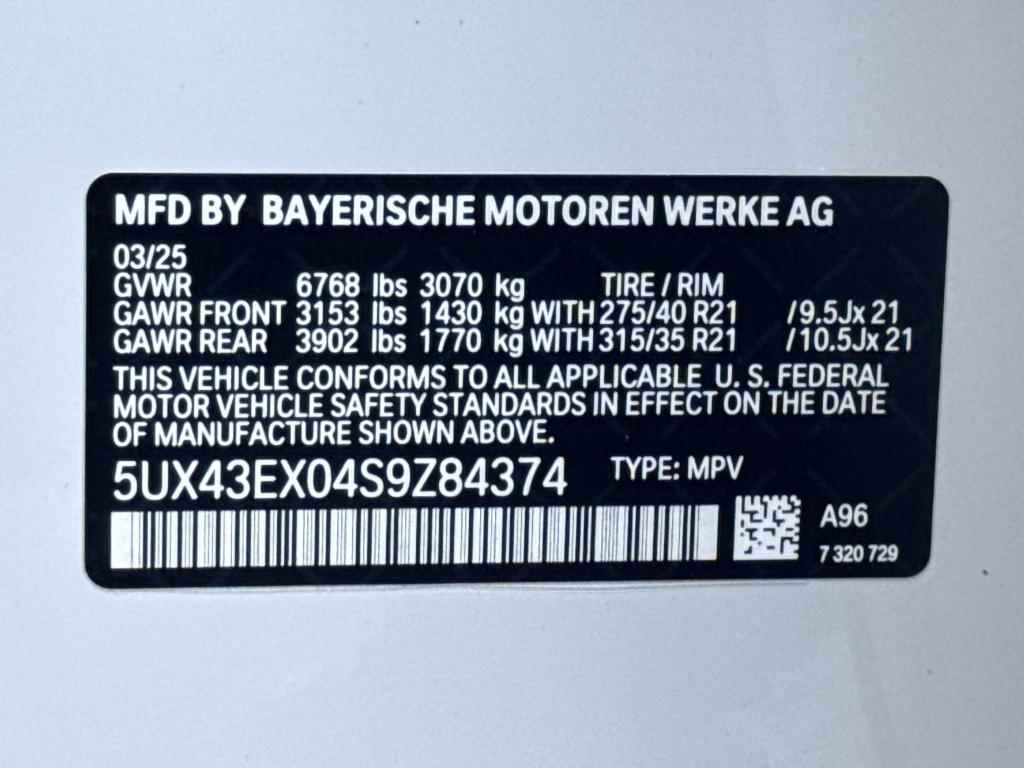 MFD BY BAYERISCHE MOTOREN WERKE AG
03/25
GVWR 6768 lbs 3070 kg TIRE / RIM
GAWR FRONT 3153 lbs 1430 kg WITH 275/40 R21 /9.5Jx 21
GAWR REAR 3902 lbs 1770 kg WITH 315/35 R21 /10.5Jx 21
THIS VEHICLE CONFORMS TO ALL APPLICABLE U. S. FEDERAL
MOTOR VEHICLE SAFETY STANDARDS IN EFFECT ON THE DATE
OF MANUFACTURE SHOWN ABOVE.
5UX43EX04S9Z84374 TYPE: MPV
A96
7 320 729